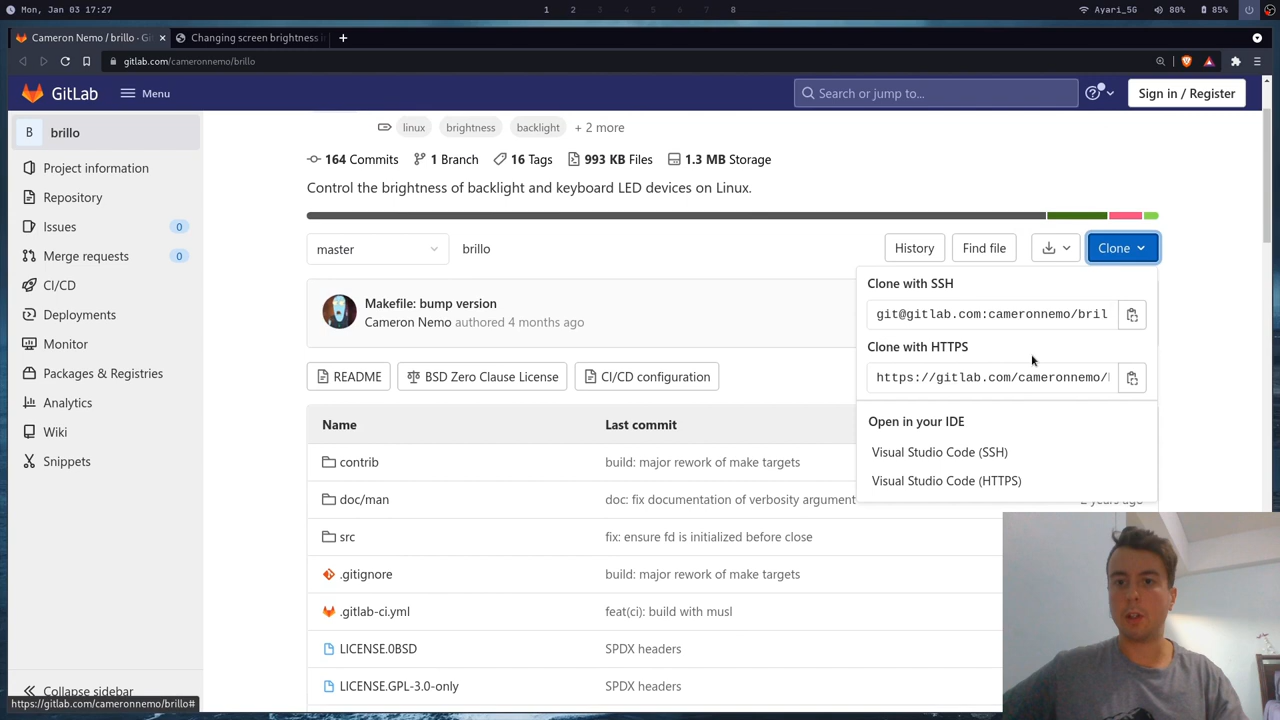 Mon, Jan 03 | 17:27
1 2 3 4 5 6 7 8
Ayari_5G 80% 85%
Cameron Nemo / brillo · Gi
Changing screen brightness i
gitlab.com/cameronnemo/brillo
GitLab
Menu
Search or jump to...
Sign in / Register
B brillo
Project information
Repository
Issues 0
Merge requests 0
CI/CD
Deployments
Monitor
Packages & Registries
Analytics
Wiki
Snippets
Collapse sidebar
https://gitlab.com/cameronnemo/brillo#
linux brightness backlight + 2 more
164 Commits 1 Branch 16 Tags 993 KB Files 1.3 MB Storage
Control the brightness of backlight and keyboard LED devices on Linux.
master brillo History Find file Clone
Makefile: bump version
Cameron Nemo authored 4 months ago
README BSD Zero Clause License CI/CD configuration
Clone with SSH
git@gitlab.com:cameronnemo/bril
Clone with HTTPS
https://gitlab.com/cameronnemo/
Open in your IDE
Visual Studio Code (SSH)
Visual Studio Code (HTTPS)
Name Last commit
contrib build: major rework of make targets
doc/man doc: fix documentation of verbosity argument
src fix: ensure fd is initialized before close
.gitignore build: major rework of make targets
.gitlab-ci.yml feat(ci): build with musl
LICENSE.0BSD SPDX headers
LICENSE.GPL-3.0-only SPDX headers